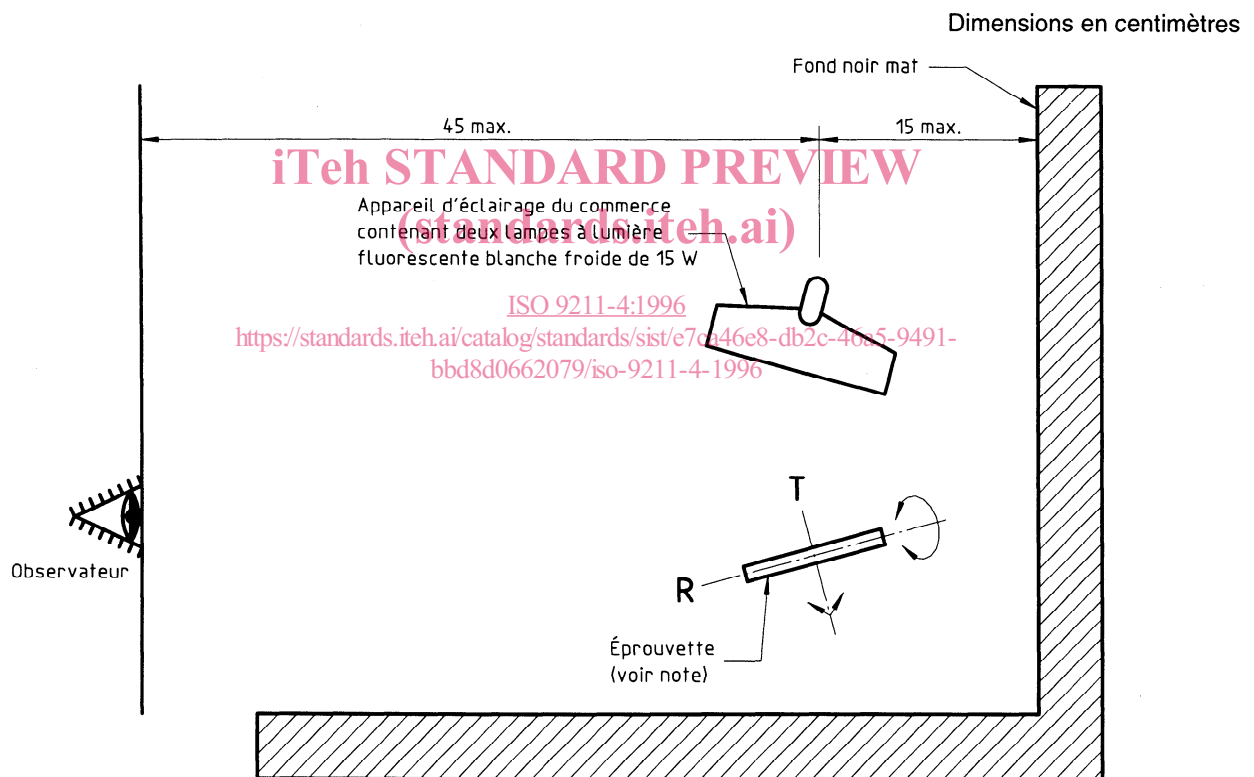 Dimensions en centimètres
Fond noir mat
45 max.
15 max.
iTeh STANDARD PREVIEW
(standards.iteh.ai)
Appareil d'éclairage du commerce
contenant deux lampes à lumière
fluorescente blanche froide de 15 W
ISO 9211-4:1996
https://standards.iteh.ai/catalog/standards/sist/e7ca46e8-db2c-46a5-9491-
bbd8d0662079/iso-9211-4-1996
T
Observateur
R
Éprouvette
(voir note)